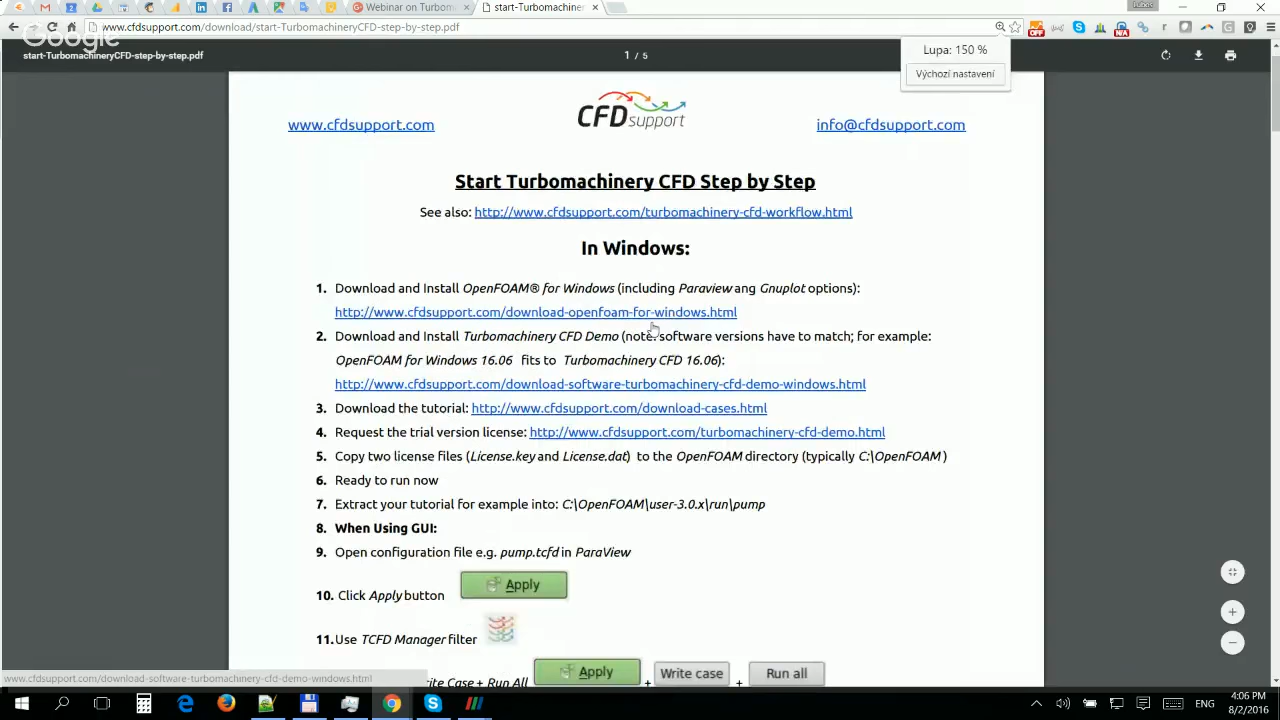 Webinar on Turbom
start-Turbomachiner
www.cfdsupport.com/download/start-TurbomachineryCFD-step-by-step.pdf
Google
start-TurbomachineryCFD-step-by-step.pdf
1 / 5
Lupa: 150 %
Výchozí nastavení
www.cfdsupport.com
CFD support
info@cfdsupport.com
Start Turbomachinery CFD Step by Step
See also: http://www.cfdsupport.com/turbomachinery-cfd-workflow.html
In Windows:
1. Download and Install OpenFOAM® for Windows (including Paraview ang Gnuplot options):
http://www.cfdsupport.com/download-openfoam-for-windows.html
2. Download and Install Turbomachinery CFD Demo (note: software versions have to match; for example:
OpenFOAM for Windows 16.06 fits to Turbomachinery CFD 16.06):
http://www.cfdsupport.com/download-software-turbomachinery-cfd-demo-windows.html
3. Download the tutorial: http://www.cfdsupport.com/download-cases.html
4. Request the trial version license: http://www.cfdsupport.com/turbomachinery-cfd-demo.html
5. Copy two license files (License.key and License.dat) to the OpenFOAM directory (typically C:\OpenFOAM )
6. Ready to run now
7. Extract your tutorial for example into: C:\OpenFOAM\user-3.0.x\run\pump
8. When Using GUI:
9. Open configuration file e.g. pump.tcfd in ParaView
10. Click Apply button Apply
11. Use TCFD Manager filter
Write Case + Run All Apply + Write case + Run all
www.cfdsupport.com/download-software-turbomachinery-cfd-demo-windows.html
ENG
4:06 PM
8/2/2016